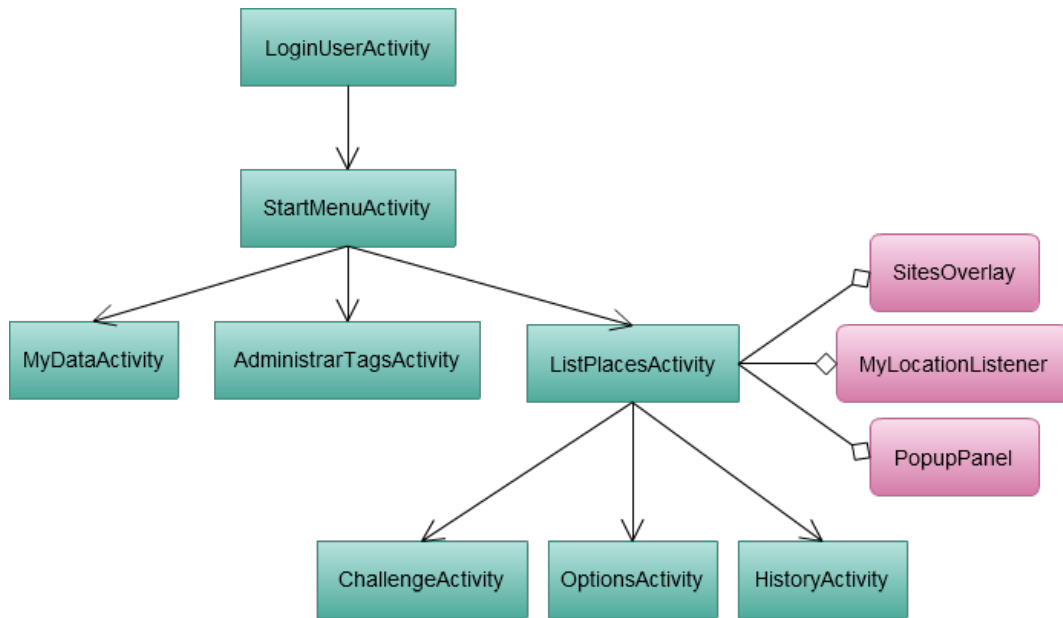 LoginUserActivity
StartMenuActivity
SitesOverlay
MyDataActivity
AdministrarTagsActivity
ListPlacesActivity
MyLocationListener
PopupPanel
ChallengeActivity
OptionsActivity
HistoryActivity